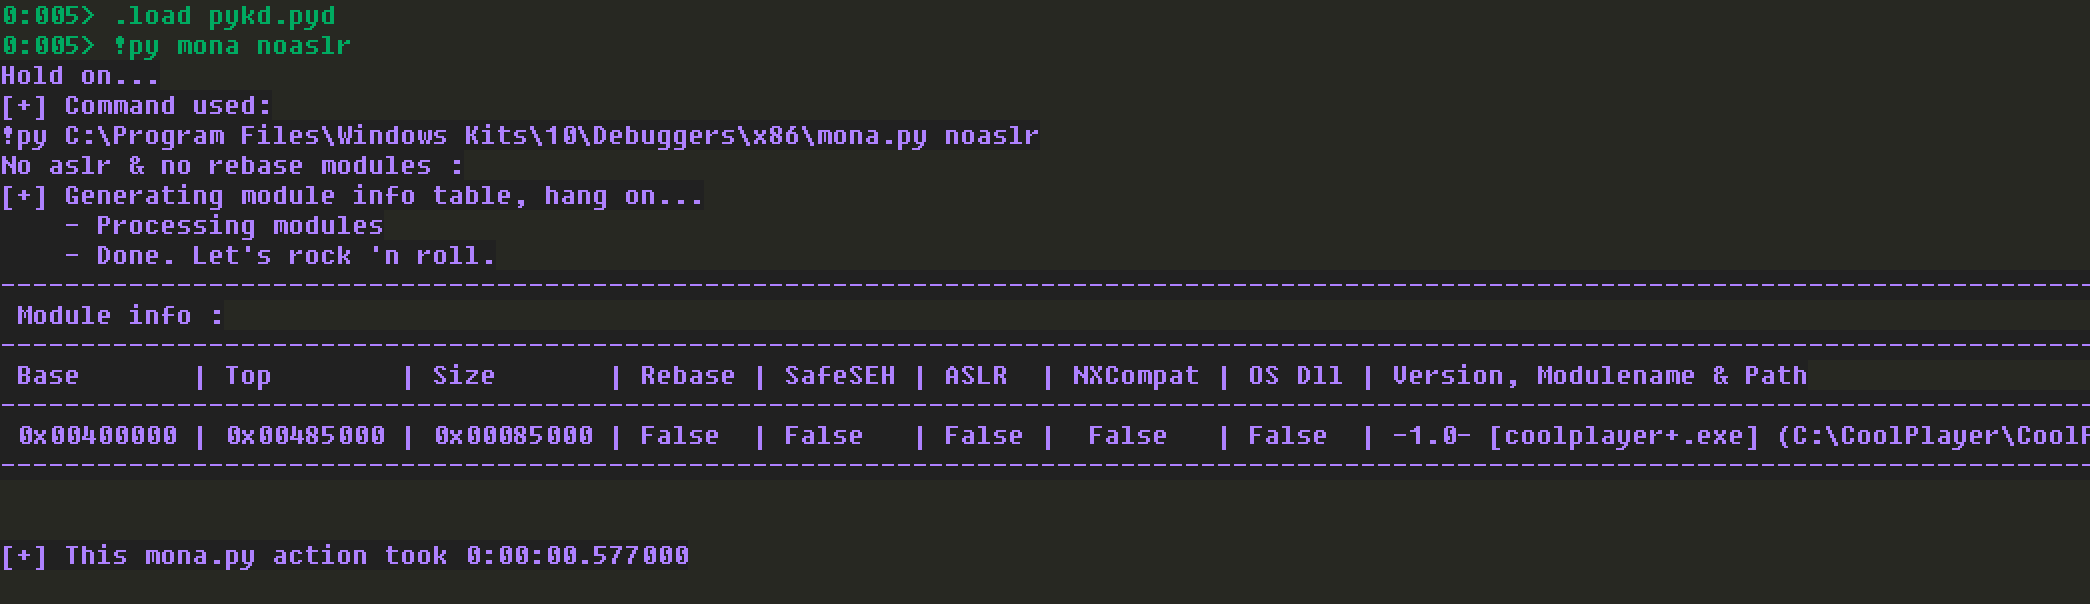 0:005> .load pykd.pyd
0:005> !py mona noaslr
Hold on...
[+] Command used:
!py C:\Program Files\Windows Kits\10\Debuggers\x86\mona.py noaslr
No aslr & no rebase modules :
[+] Generating module info table, hang on...
    - Processing modules
    - Done. Let's rock 'n roll.
-----------------------------------------------------------------------------------------------------------------------------------
 Module info :
-----------------------------------------------------------------------------------------------------------------------------------
 Base       | Top        | Size       | Rebase | SafeSEH | ASLR  | NXCompat | OS Dll | Version, Modulename & Path
-----------------------------------------------------------------------------------------------------------------------------------
 0x00400000 | 0x00485000 | 0x00085000 | False  | False   | False |  False   | False  | -1.0- [coolplayer+.exe] (C:\CoolPlayer\Cool
-----------------------------------------------------------------------------------------------------------------------------------
[+] This mona.py action took 0:00:00.577000